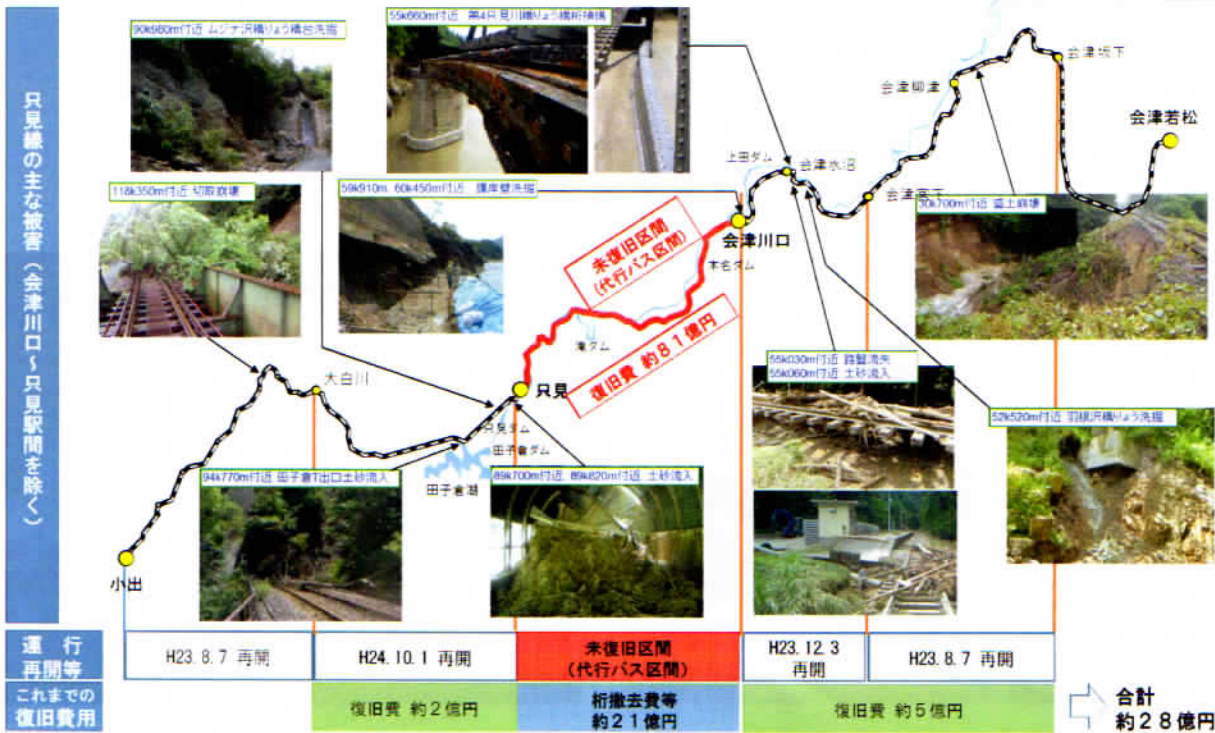 只見線の主な被害（会津川口～只見駅間を除く）
90k980m付近 ムジナ沢橋りょう橋台洗掘
55k660m付近 第4只見川橋りょう橋桁損傷
118k350m付近 切取崩壊
59k910m、60k450m付近 護岸壁洗掘
30k700m付近 盛土崩壊
94k770m付近 田子倉T出口土砂流入
89k700m付近、89k820m付近 土砂流入
55k030m付近 路盤流失
55k060m付近 土砂流入
52k520m付近 羽根沢橋りょう洗掘
会津坂下
会津柳津
会津若松
上田ダム
会津水沼
会津宮下
会津川口
本名ダム
未復旧区間
(代行バス区間)
復旧費 約81億円
滝ダム
只見
大白川
只見ダム
田子倉ダム
田子倉湖
小出
運行
再開等
H23.8.7 再開
H24.10.1 再開
未復旧区間
(代行バス区間)
H23.12.3
再開
H23.8.7 再開
これまでの
復旧費用
復旧費 約2億円
桁撤去費等
約21億円
復旧費 約5億円
合計
約28億円